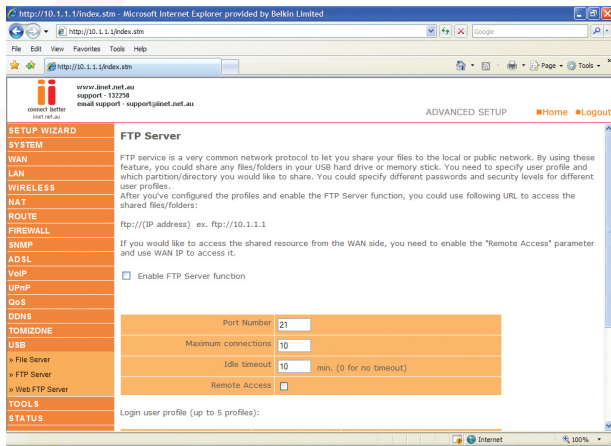 http://10.1.1.1/index.stm - Microsoft Internet Explorer provided by Belkin Limited
http://10.1.1.1/index.stm
Google
File Edit View Favorites Tools Help
http://10.1.1.1/index.stm
Page Tools
www.iinet.net.au
support - 132258
email support - support@iinet.net.au
connect better
iinet.net.au
ADVANCED SETUP
Home Logout
SETUP WIZARD
SYSTEM
WAN
LAN
WIRELESS
NAT
ROUTE
FIREWALL
SNMP
ADSL
VoIP
UPnP
QoS
DDNS
TOMIZONE
USB
» File Server
» FTP Server
» Web FTP Server
TOOLS
STATUS
FTP Server
FTP service is a very common network protocol to let you share your files to the local or public network. By using these
feature, you could share any files/folders in your USB hard drive or memory stick. You need to specify user profile and
which partition/directory you would like to share. You could specify different passwords and security levels for different
user profiles.
After you've configured the profiles and enable the FTP Server function, you could use following URL to access the
shared files/folders:
ftp://(IP address) ex. ftp://10.1.1.1
If you would like to access the shared resource from the WAN side, you need to enable the "Remote Access" parameter
and use WAN IP to access it.
Enable FTP Server function
Port Number 21
Maximum connections 10
Idle timeout 10 min. (0 for no timeout)
Remote Access
Login user profile (up to 5 profiles):
Internet
100%